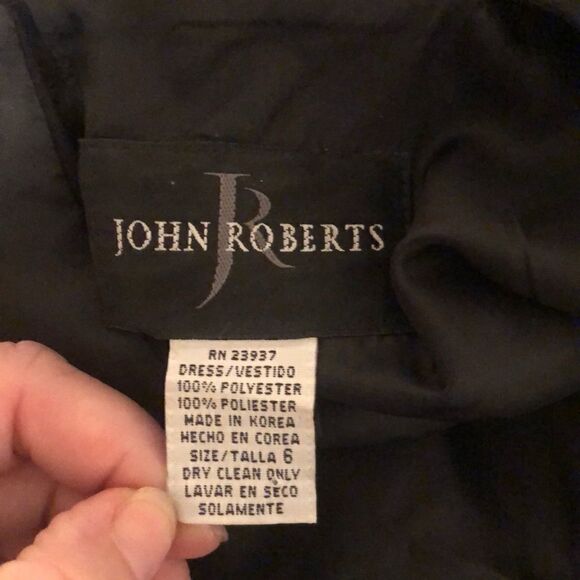 JR
JOHN ROBERTS
RN 23937
DRESS/VESTIDO
100% POLYESTER
100% POLIESTER
MADE IN KOREA
HECHO EN COREA
SIZE/TALLA 6
DRY CLEAN ONLY
LAVAR EN SECO
SOLAMENTE